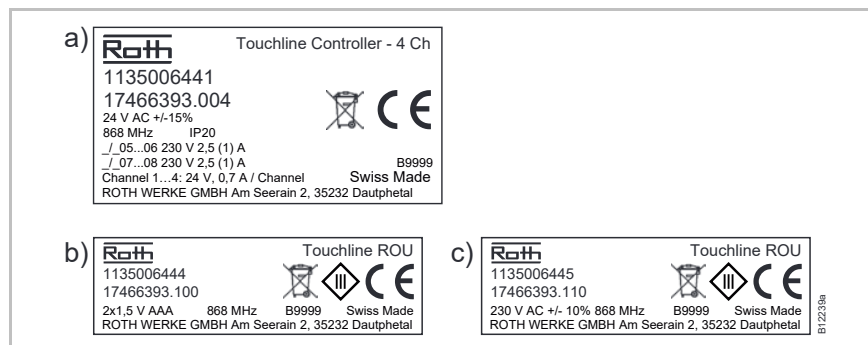 a) Roth Touchline Controller - 4 Ch
1135006441
17466393.004
24 V AC +/-15%
868 MHz IP20
_/_05...06 230 V 2,5 (1) A
_/_07...08 230 V 2,5 (1) A B9999
Channel 1…4: 24 V, 0,7 A / Channel Swiss Made
ROTH WERKE GMBH Am Seerain 2, 35232 Dautphetal
b) Roth Touchline ROU
1135006444
17466393.100
III CE
2x1,5 V AAA 868 MHz B9999 Swiss Made
ROTH WERKE GMBH Am Seerain 2, 35232 Dautphetal
c) Roth Touchline ROU
1135006445
17466393.110
III CE
230 V AC +/- 10% 868 MHz B9999 Swiss Made
ROTH WERKE GMBH Am Seerain 2, 35232 Dautphetal
B12239a